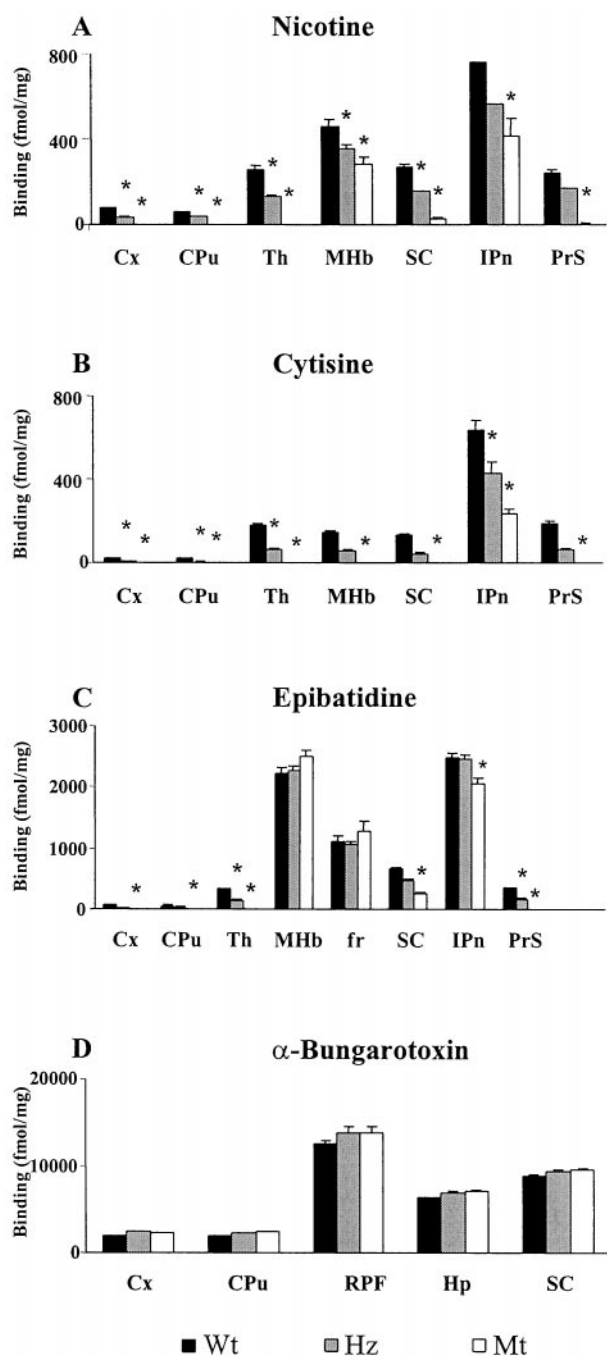 A Nicotine
Binding (fmol/mg)
800
400
0
* * * * * * * * * * * *
Cx CPu Th MHb SC IPn PrS
B Cytisine
Binding (fmol/mg)
800
400
0
* * * * * * * * * * *
Cx CPu Th MHb SC IPn PrS
C Epibatidine
Binding (fmol/mg)
3000
2000
1000
0
* * * * * * * *
Cx CPu Th MHb fr SC IPn PrS
D α-Bungarotoxin
Binding (fmol/mg)
20000
10000
0
Cx CPu RPF Hp SC
Wt Hz Mt